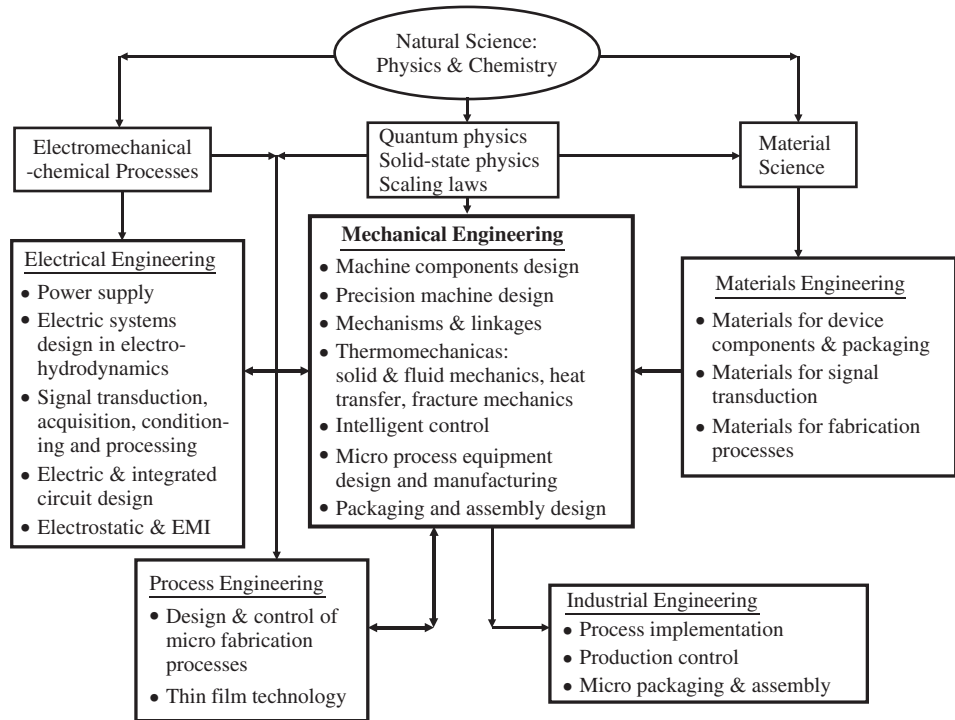 Natural Science:
Physics & Chemistry
Electromechanical
-chemical Processes
Quantum physics
Solid-state physics
Scaling laws
Material
Science
Electrical Engineering
• Power supply
• Electric systems
design in electro-
hydrodynamics
• Signal transduction,
acquisition, condition-
ing and processing
• Electric & integrated
circuit design
• Electrostatic & EMI
Mechanical Engineering
• Machine components design
• Precision machine design
• Mechanisms & linkages
• Thermomechanicas:
solid & fluid mechanics, heat
transfer, fracture mechanics
• Intelligent control
• Micro process equipment
design and manufacturing
• Packaging and assembly design
Materials Engineering
• Materials for device
components & packaging
• Materials for signal
transduction
• Materials for fabrication
processes
Process Engineering
• Design & control of
micro fabrication
processes
• Thin film technology
Industrial Engineering
• Process implementation
• Production control
• Micro packaging & assembly